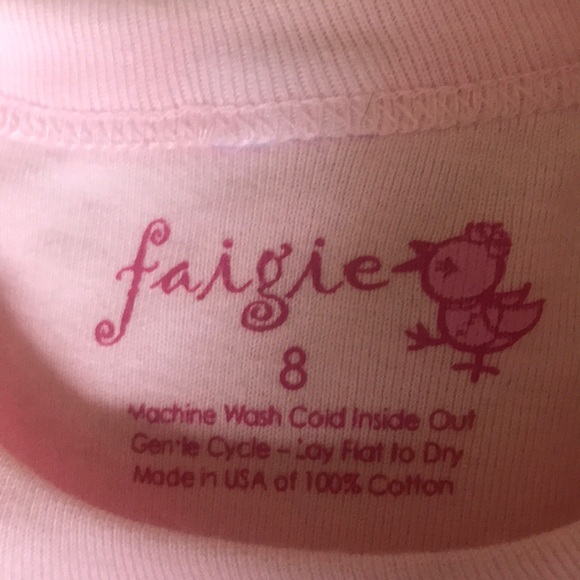 faigie
8
Machine Wash Cold Inside Out
Gentle Cycle - Lay Flat to Dry
Made in USA of 100% Cotton